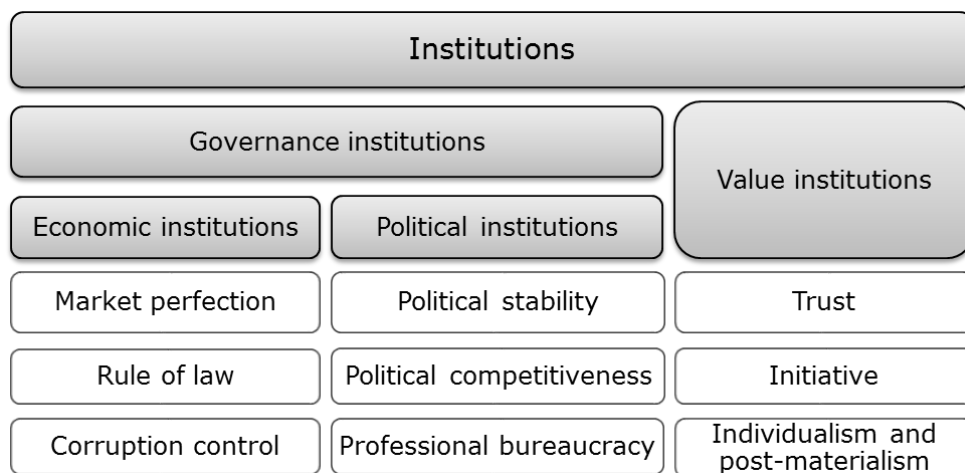 Institutions
Governance institutions
Value institutions
Economic institutions
Political institutions
Market perfection
Political stability
Trust
Rule of law
Political competitiveness
Initiative
Corruption control
Professional bureaucracy
Individualism and
post-materialism